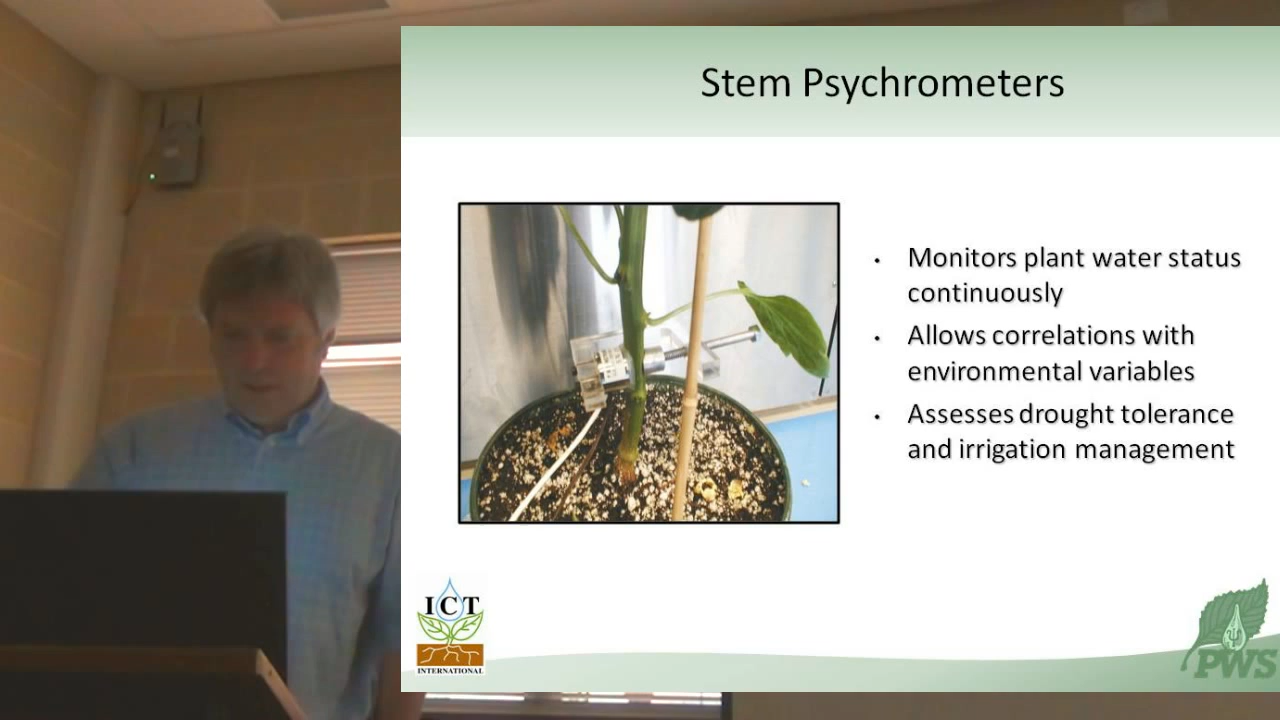 Stem Psychrometers
Monitors plant water status
continuously
Allows correlations with
environmental variables
Assesses drought tolerance
and irrigation management
ICT
INTERNATIONAL
ψ
PWS